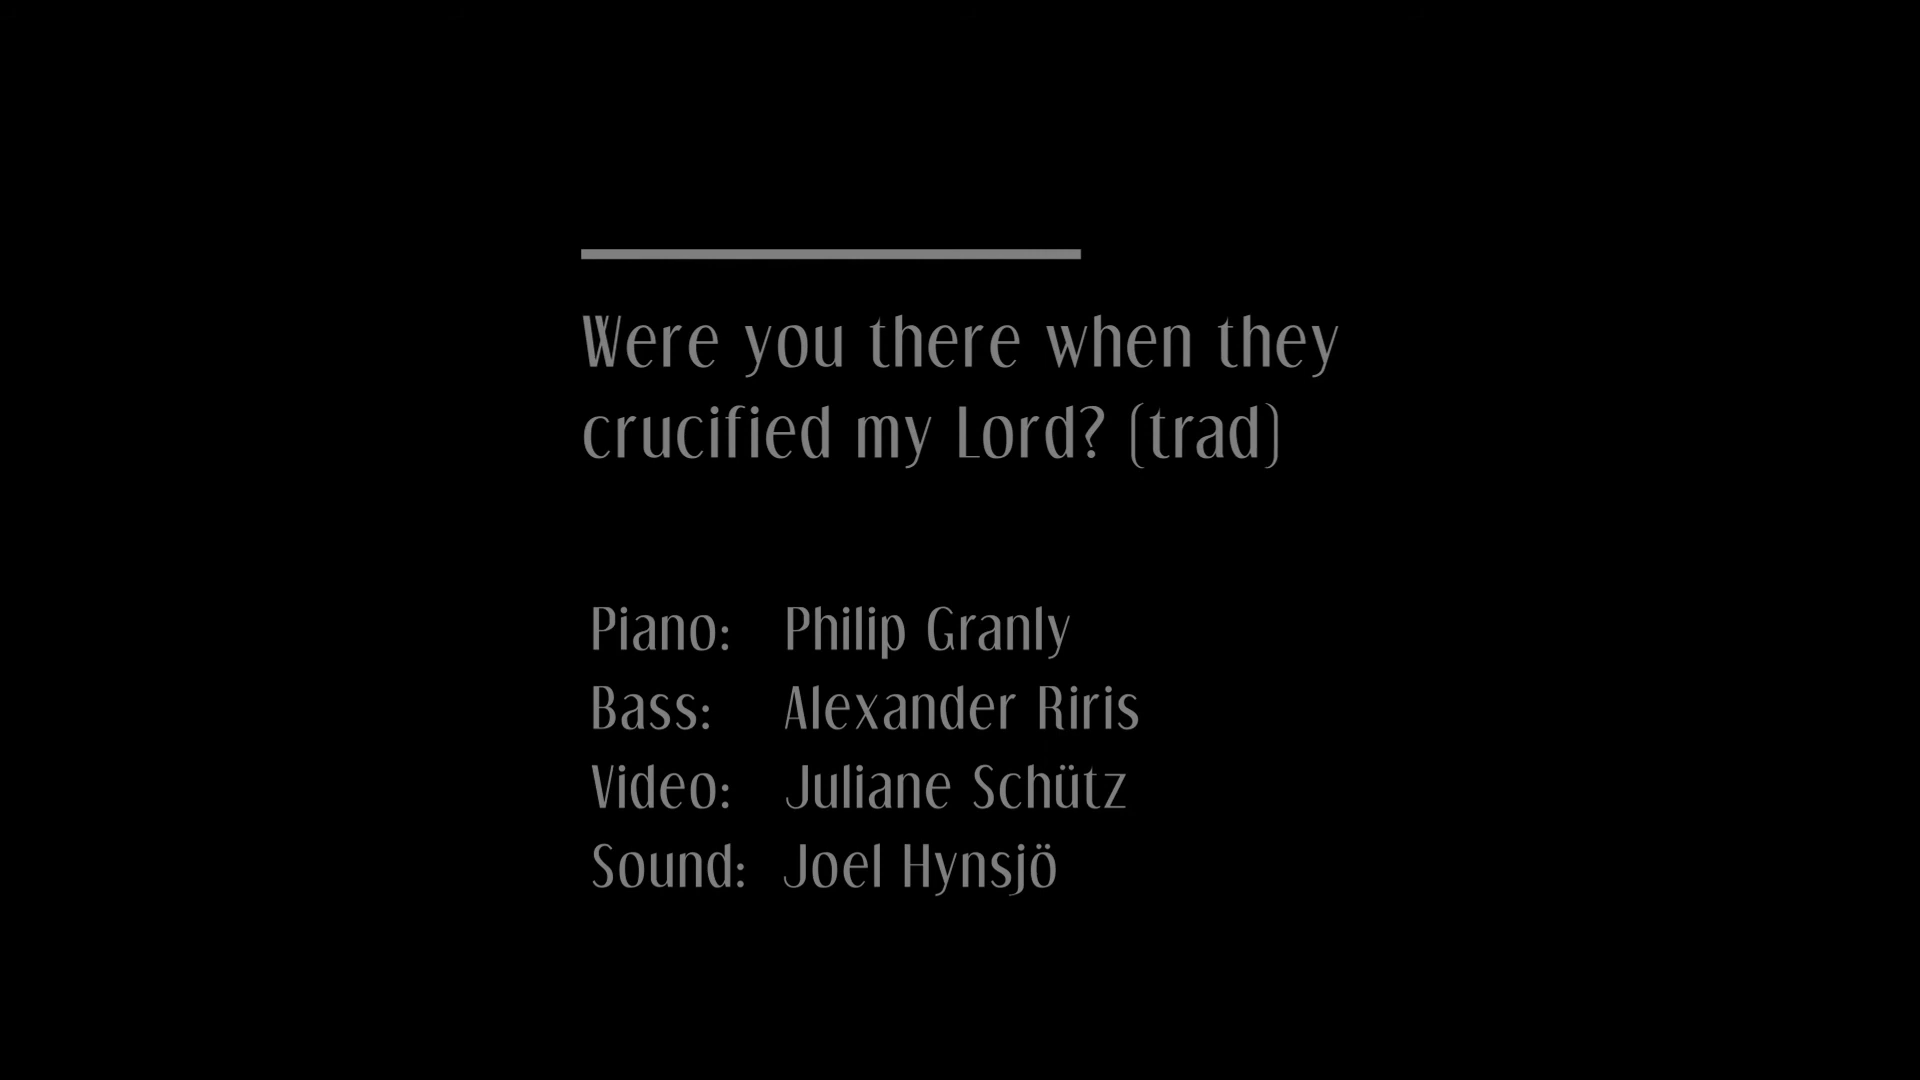 Were you there when they
crucified my Lord? (trad)
Piano: Philip Granly
Bass: Alexander Riris
Video: Juliane Schütz
Sound: Joel Hynsjö